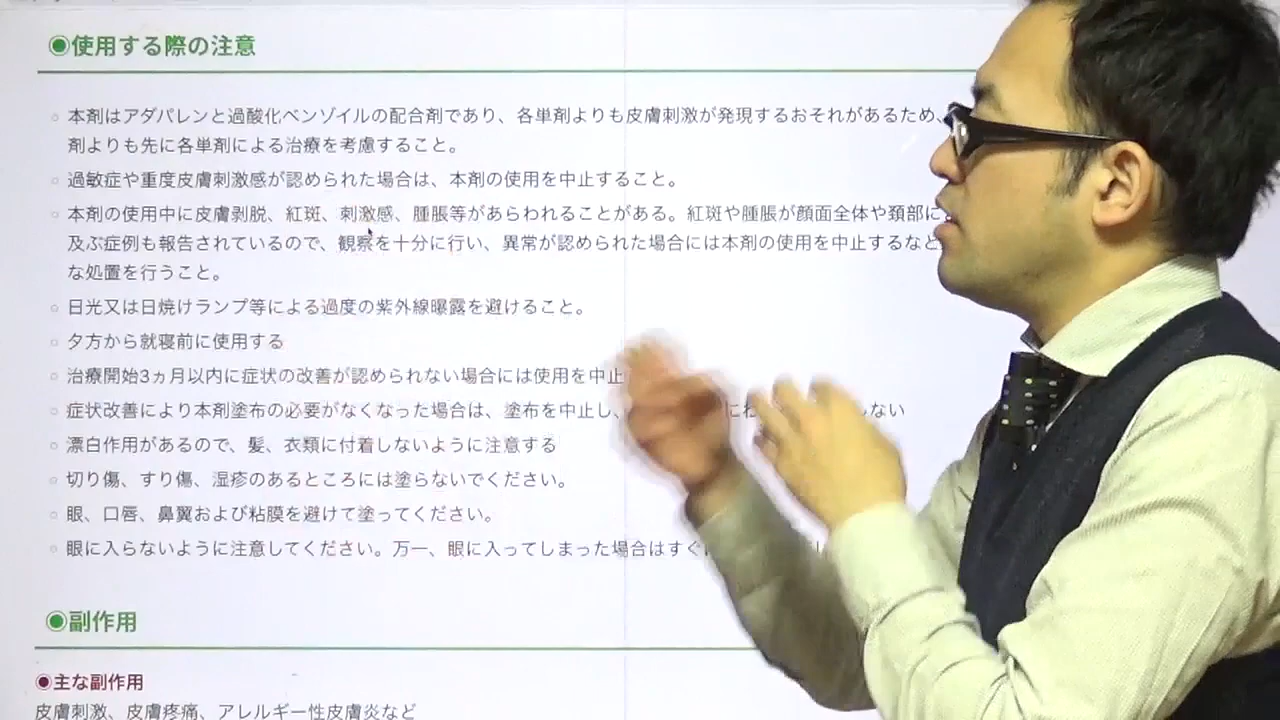 ◉使用する際の注意
本剤はアダパレンと過酸化ベンゾイルの配合剤であり、各単剤よりも皮膚刺激が発現するおそれがあるため、
剤よりも先に各単剤による治療を考慮すること。
過敏症や重度皮膚刺激感が認められた場合は、本剤の使用を中止すること。
本剤の使用中に皮膚剥脱、紅斑、刺激感、腫脹等があらわれることがある。紅斑や腫脹が顔面全体や頚部に
及ぶ症例も報告されているので、観察を十分に行い、異常が認められた場合には本剤の使用を中止するなど
な処置を行うこと。
日光又は日焼けランプ等による過度の紫外線曝露を避けること。
夕方から就寝前に使用する
治療開始3ヵ月以内に症状の改善が認められない場合には使用を中止
症状改善により本剤塗布の必要がなくなった場合は、塗布を中止し、 にわ しない
漂白作用があるので、髪、衣類に付着しないように注意する
切り傷、すり傷、湿疹のあるところには塗らないでください。
眼、口唇、鼻翼および粘膜を避けて塗ってください。
眼に入らないように注意してください。万一、眼に入ってしまった場合はすぐ
◉副作用
◉主な副作用
皮膚刺激、皮膚疼痛、アレルギー性皮膚炎など